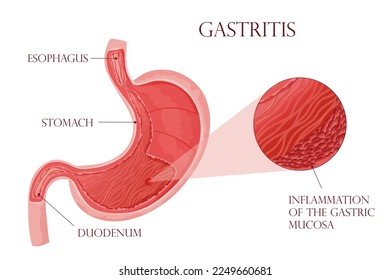 GASTRITIS
ESOPHAGUS
STOMACH
DUODENUM
INFLAMMATION
OF THE GASTRIC
MUCOSA
shutterstock.com · 2249660681